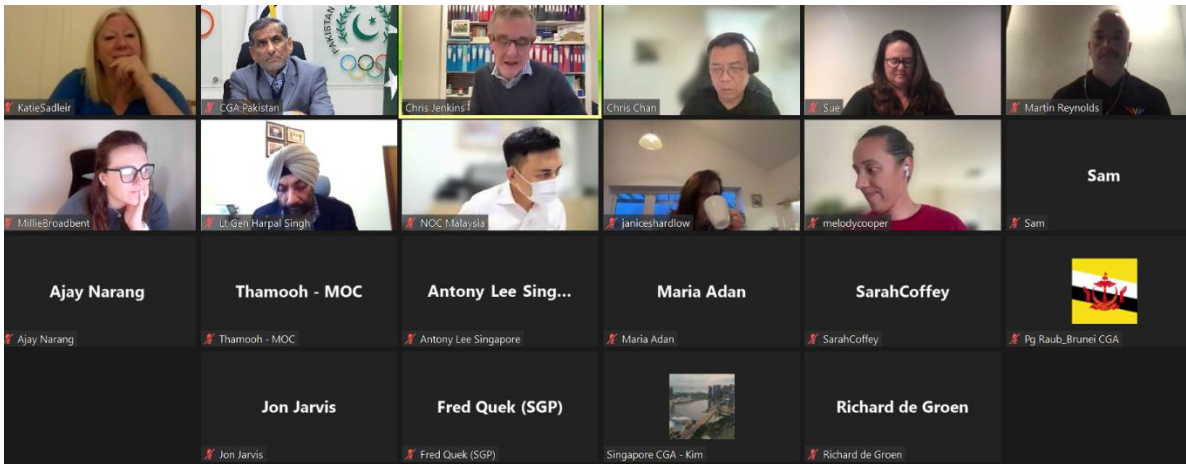 PAKISTAN
KatieSadleir
CGA Pakistan
Chris Jenkins
Chris Chan
Sue
Martin Reynolds
MillieBroadbent
Lt Gen Harpal Singh
NOC Malaysia
janiceshardlow
melodycooper
Sam
Sam
Ajay Narang
Thamooh - MOC
Antony Lee Sing...
Maria Adan
SarahCoffey
Ajay Narang
Thamooh - MOC
Antony Lee Singapore
Maria Adan
SarahCoffey
Pg Raub_Brunei CGA
Jon Jarvis
Fred Quek (SGP)
Richard de Groen
Jon Jarvis
Fred Quek (SGP)
Singapore CGA - Kim
Richard de Groen